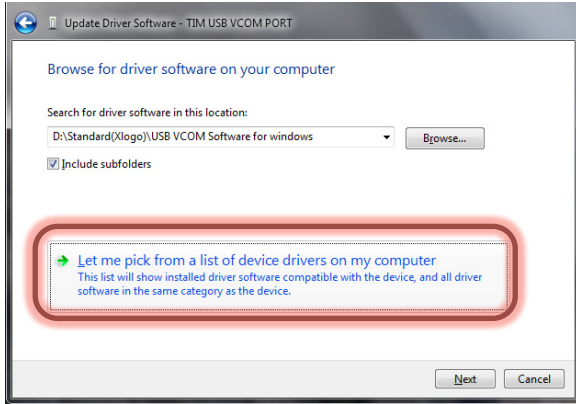 Update Driver Software - TIM USB VCOM PORT
Browse for driver software on your computer
Search for driver software in this location:
D:\Standard(Xlogo)\USB VCOM Software for windows
Browse...
Include subfolders
Let me pick from a list of device drivers on my computer
This list will show installed driver software compatible with the device, and all driver
software in the same category as the device.
Next Cancel